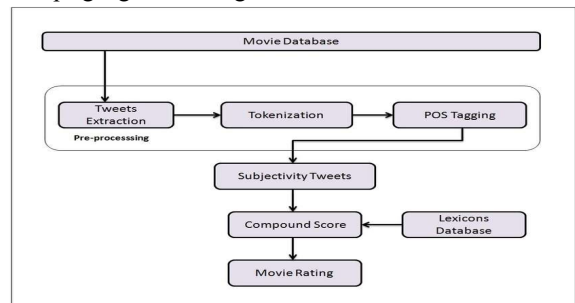 Movie Database
Tweets
Extraction
Tokenization
POS Tagging
Pre-processsing
Subjectivity Tweets
Compound Score
Lexicons
Database
Movie Rating